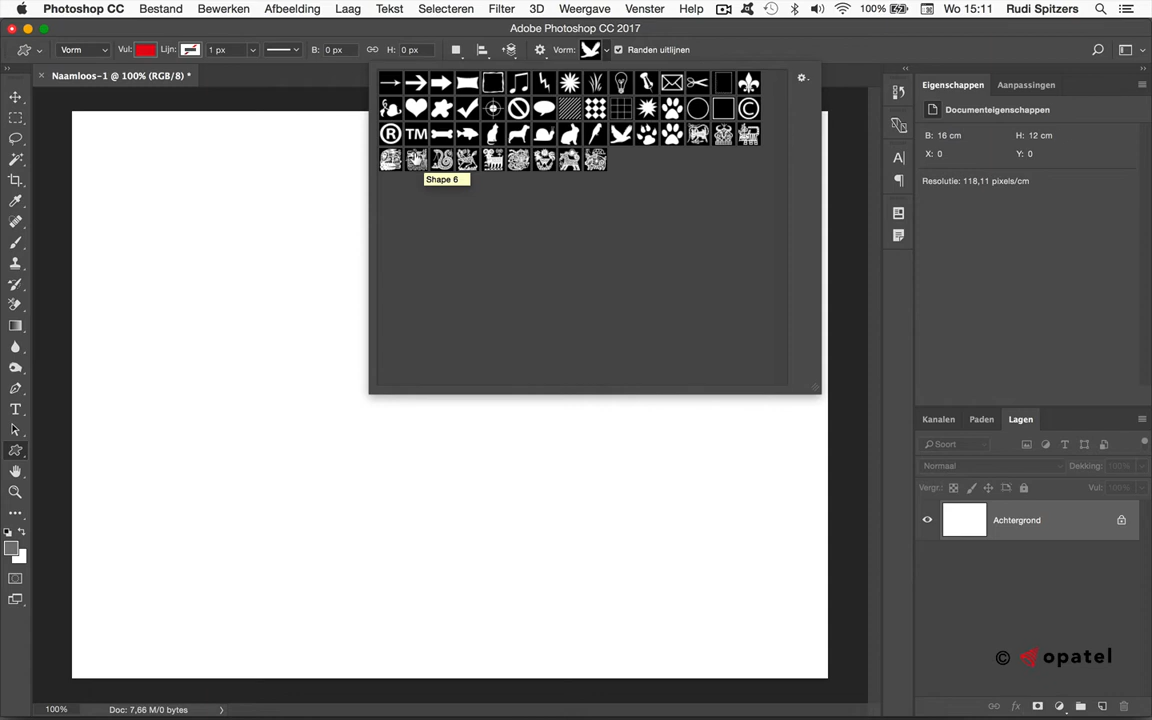 Photoshop CC Bestand Bewerken Afbeelding Laag Tekst Selecteren Filter 3D Weergave Venster Help 100% Wo 15:11 Rudi Spitzers
Adobe Photoshop CC 2017
Vorm Vul: Lijn: 1 px B: 0 px H: 0 px Vorm: Randen uitlijnen
Naamloos-1 @ 100% (RGB/8) *
Eigenschappen Aanpassingen
Documenteigenschappen
B: 16 cm H: 12 cm
X: 0 Y: 0
Resolutie: 118,11 pixels/cm
TM
Shape 6
Kanalen Paden Lagen
Soort
Normaal Dekking: 100%
Vergr.: Vul: 100%
Achtergrond
© opatel
100% Doc: 7,66 M/0 bytes